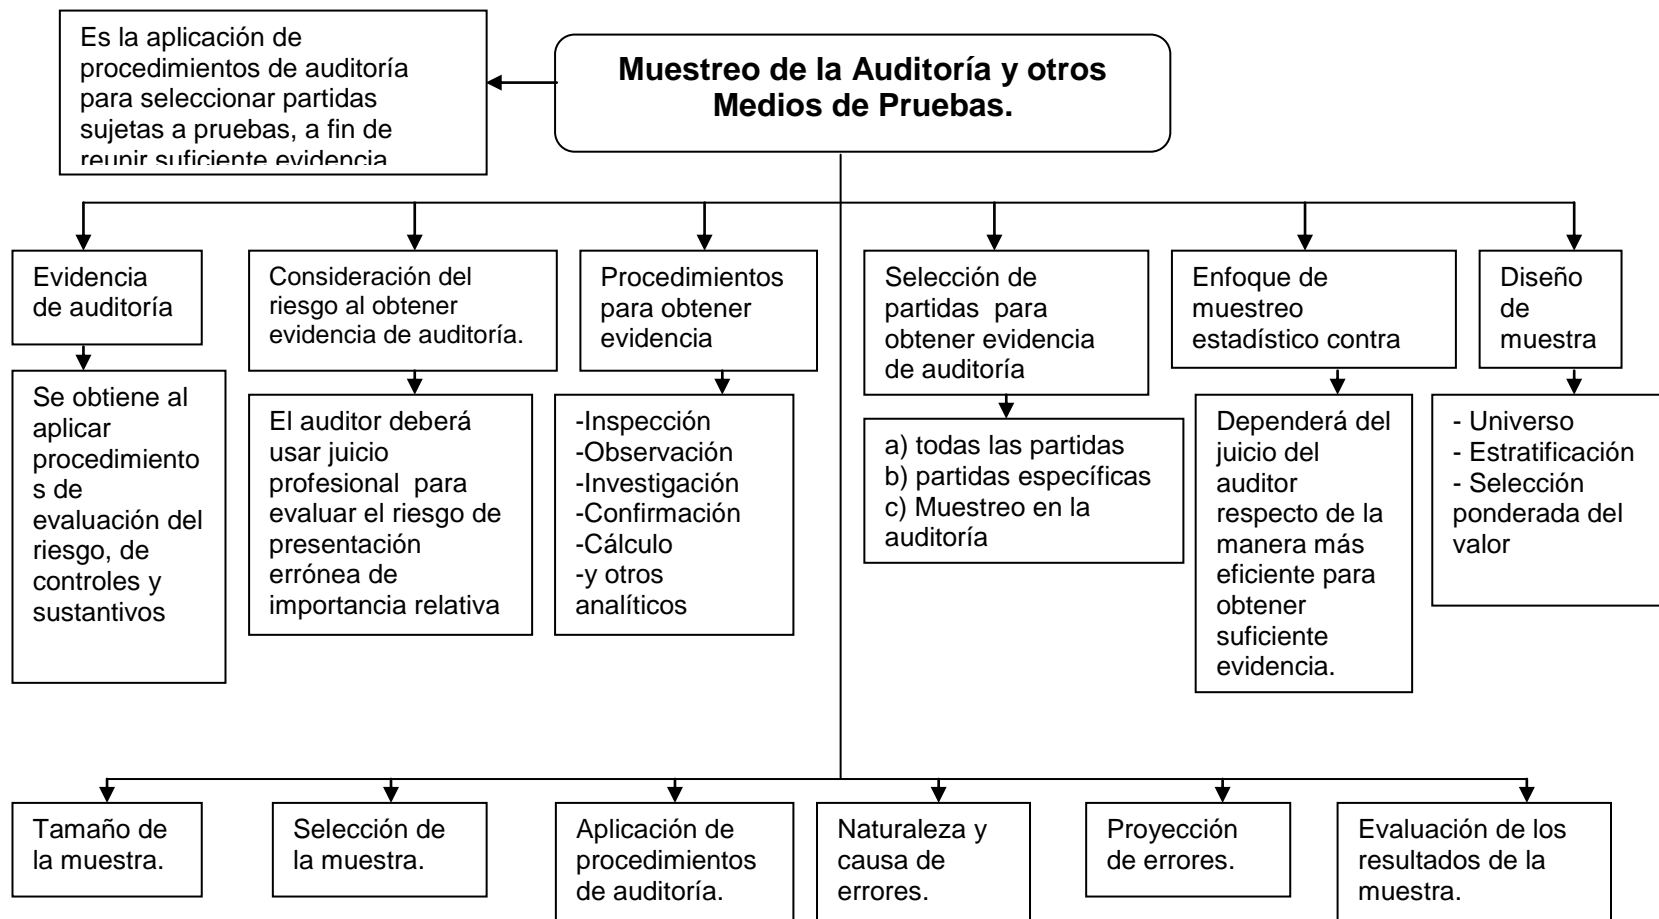 Es la aplicación de
procedimientos de auditoría
para seleccionar partidas
sujetas a pruebas, a fin de
reunir suficiente evidencia
Muestreo de la Auditoría y otros
Medios de Pruebas.
Evidencia
de auditoría
Consideración del
riesgo al obtener
evidencia de auditoría.
Procedimientos
para obtener
evidencia
Selección de
partidas para
obtener evidencia
de auditoría
Enfoque de
muestreo
estadístico contra
Diseño
de
muestra
Se obtiene al
aplicar
procedimiento
s de
evaluación del
riesgo, de
controles y
sustantivos
El auditor deberá
usar juicio
profesional para
evaluar el riesgo de
presentación
errónea de
importancia relativa
-Inspección
-Observación
-Investigación
-Confirmación
-Cálculo
-y otros
analíticos
a) todas las partidas
b) partidas específicas
c) Muestreo en la
auditoría
Dependerá del
juicio del
auditor
respecto de la
manera más
eficiente para
obtener
suficiente
evidencia.
- Universo
- Estratificación
- Selección
ponderada del
valor
Tamaño de
la muestra.
Selección de
la muestra.
Aplicación de
procedimientos
de auditoría.
Naturaleza y
causa de
errores.
Proyección
de errores.
Evaluación de los
resultados de la
muestra.